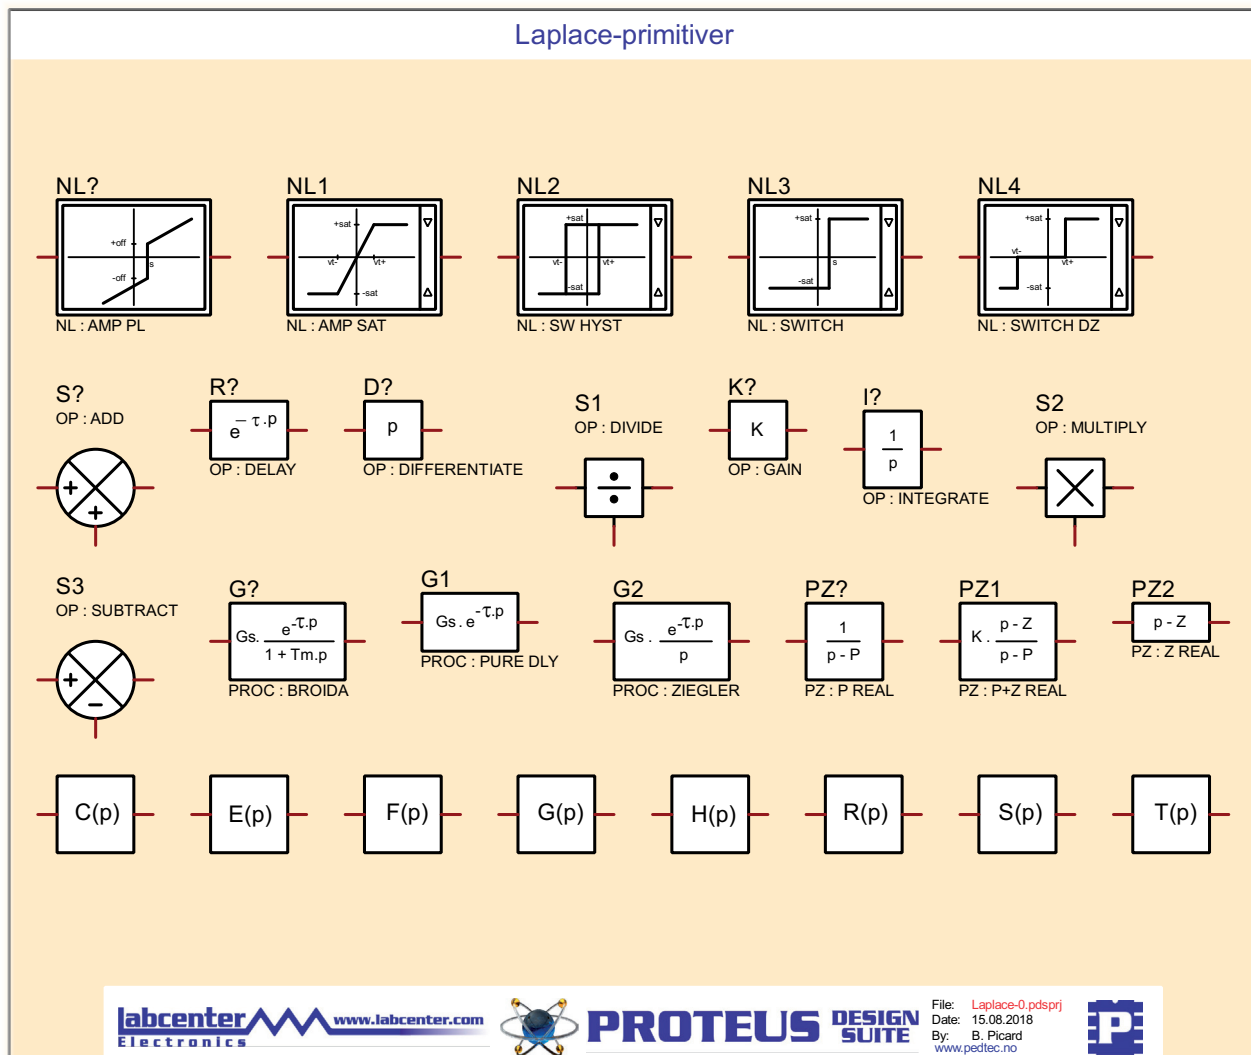 Laplace-primitiver
NL? NL1 NL2 NL3 NL4
+off
-off
s
+sat
vt- vt+
-sat
+sat
vt- vt+
-sat
+sat
s
-sat
+sat
vt- vt+
-sat
NL : AMP PL NL : AMP SAT NL : SW HYST NL : SWITCH NL : SWITCH DZ
S?
OP : ADD
+
+
R?
e^- τ .p
OP : DELAY
D?
p
OP : DIFFERENTIATE
S1
OP : DIVIDE
÷
K?
K
OP : GAIN
I?
1
p
OP : INTEGRATE
S2
OP : MULTIPLY
S3
OP : SUBTRACT
+
−
G?
Gs. e^-τ.p
1 + Tm.p
PROC : BROIDA
G1
Gs . e^-τ.p
PROC : PURE DLY
G2
Gs . e^-τ.p
p
PROC : ZIEGLER
PZ?
1
p - P
PZ : P REAL
PZ1
K . p - Z
p - P
PZ : P+Z REAL
PZ2
p - Z
PZ : Z REAL
C(p) E(p) F(p) G(p) H(p) R(p) S(p) T(p)
labcenter www.labcenter.com
Electronics
PROTEUS DESIGN
SUITE
File: Laplace-0.pdsprj
Date: 15.08.2018
By: B. Picard
www.pedtec.no
P